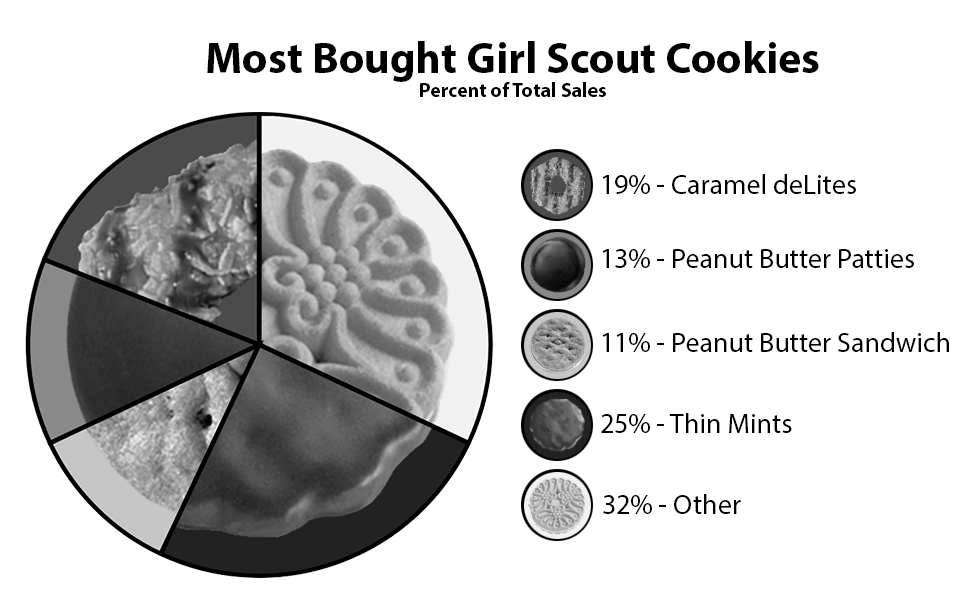 Most Bought Girl Scout Cookies
Percent of Total Sales
19% - Caramel deLites
13% - Peanut Butter Patties
11% - Peanut Butter Sandwich
25% - Thin Mints
32% - Other